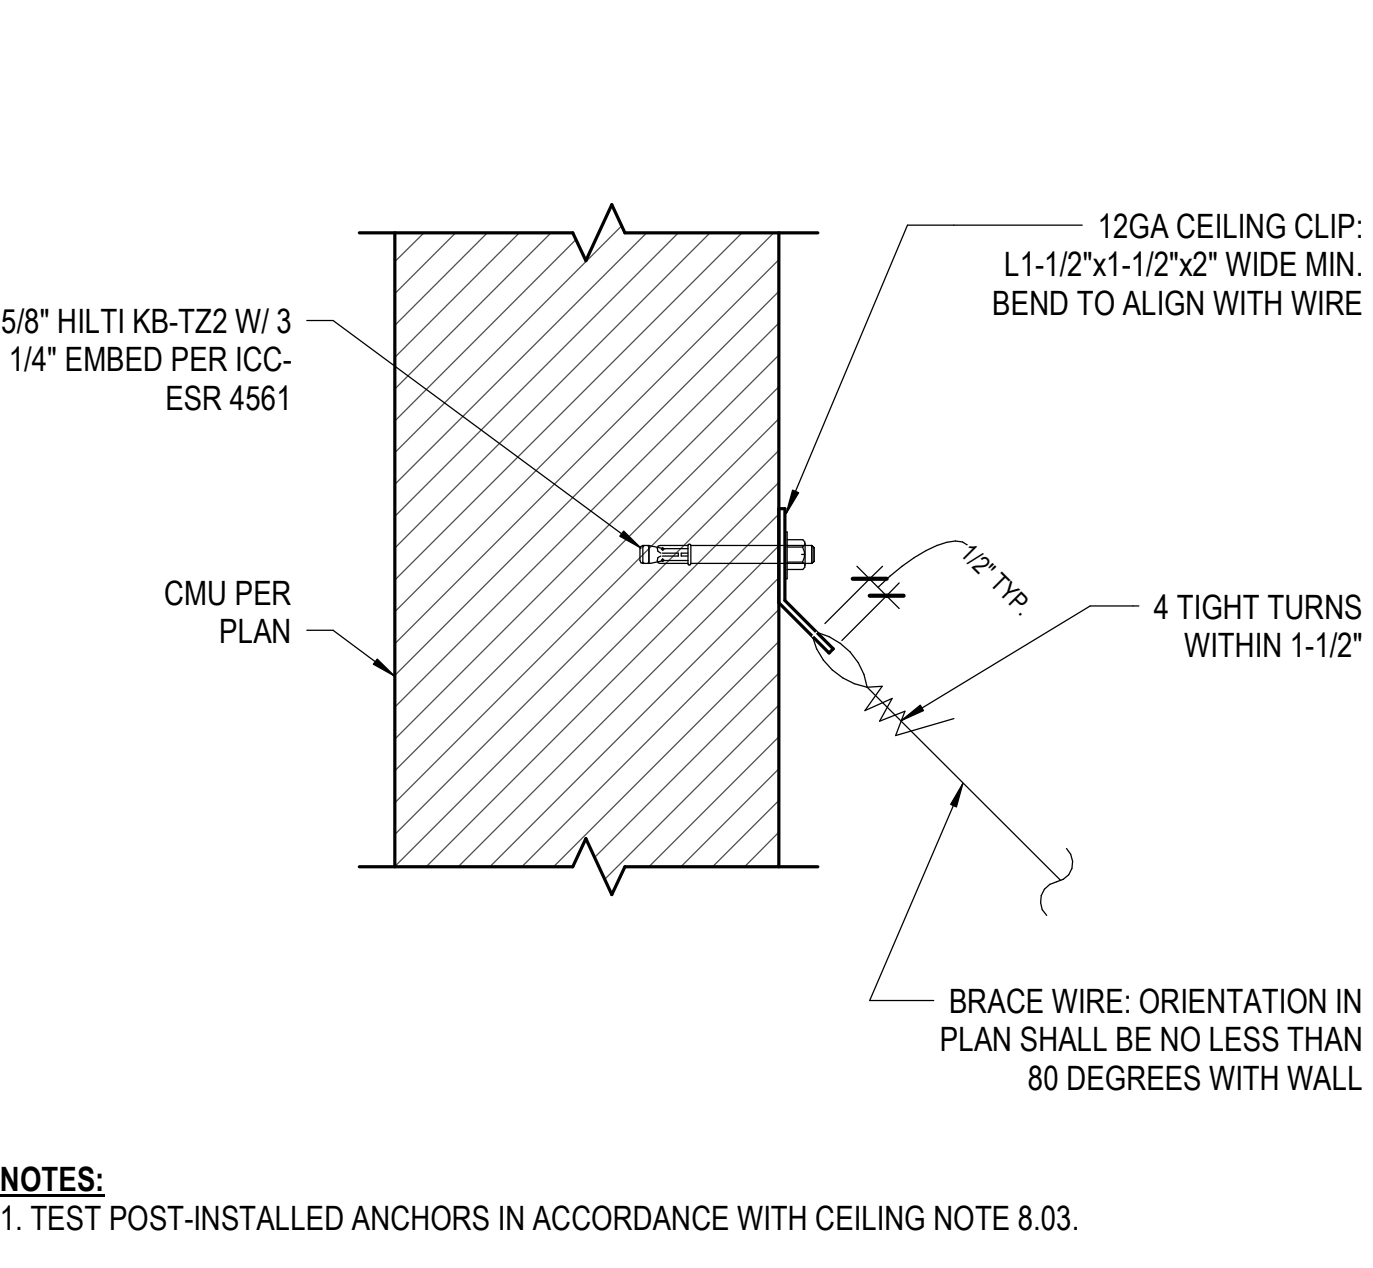 12GA CEILING CLIP:
L1-1/2"x1-1/2"x2" WIDE MIN.
BEND TO ALIGN WITH WIRE
5/8" HILTI KB-TZ2 W/ 3
1/4" EMBED PER ICC-
ESR 4561
1/2" TYP.
CMU PER
PLAN
4 TIGHT TURNS
WITHIN 1-1/2"
BRACE WIRE: ORIENTATION IN
PLAN SHALL BE NO LESS THAN
80 DEGREES WITH WALL
NOTES:
1. TEST POST-INSTALLED ANCHORS IN ACCORDANCE WITH CEILING NOTE 8.03.